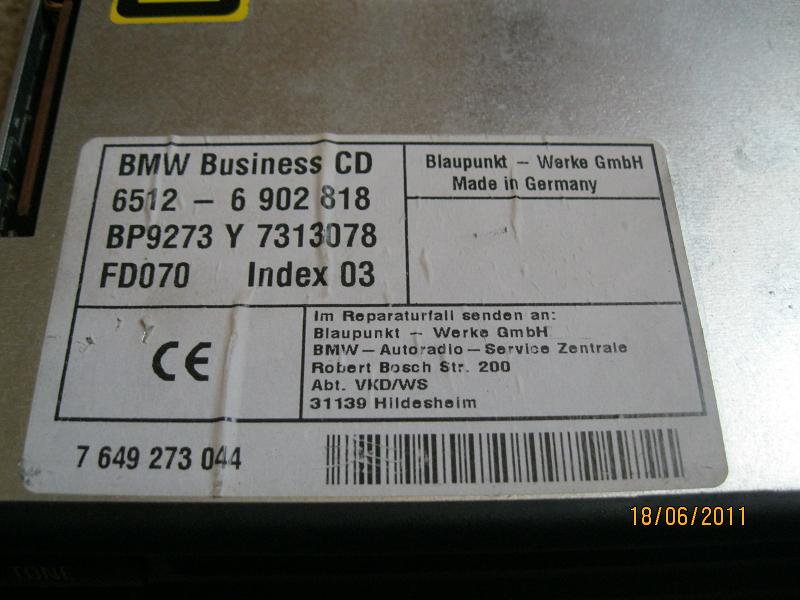 BMW Business CD
6512 - 6 902 818
BP9273 Y 7313078
FD070 Index 03
Blaupunkt - Werke GmbH
Made in Germany
CE
Im Reparaturfall senden an:
Blaupunkt - Werke GmbH
BMW-Autoradio-Service Zentrale
Robert Bosch Str. 200
Abt. VKD/WS
31139 Hildesheim
7 649 273 044
18/06/2011
TONE